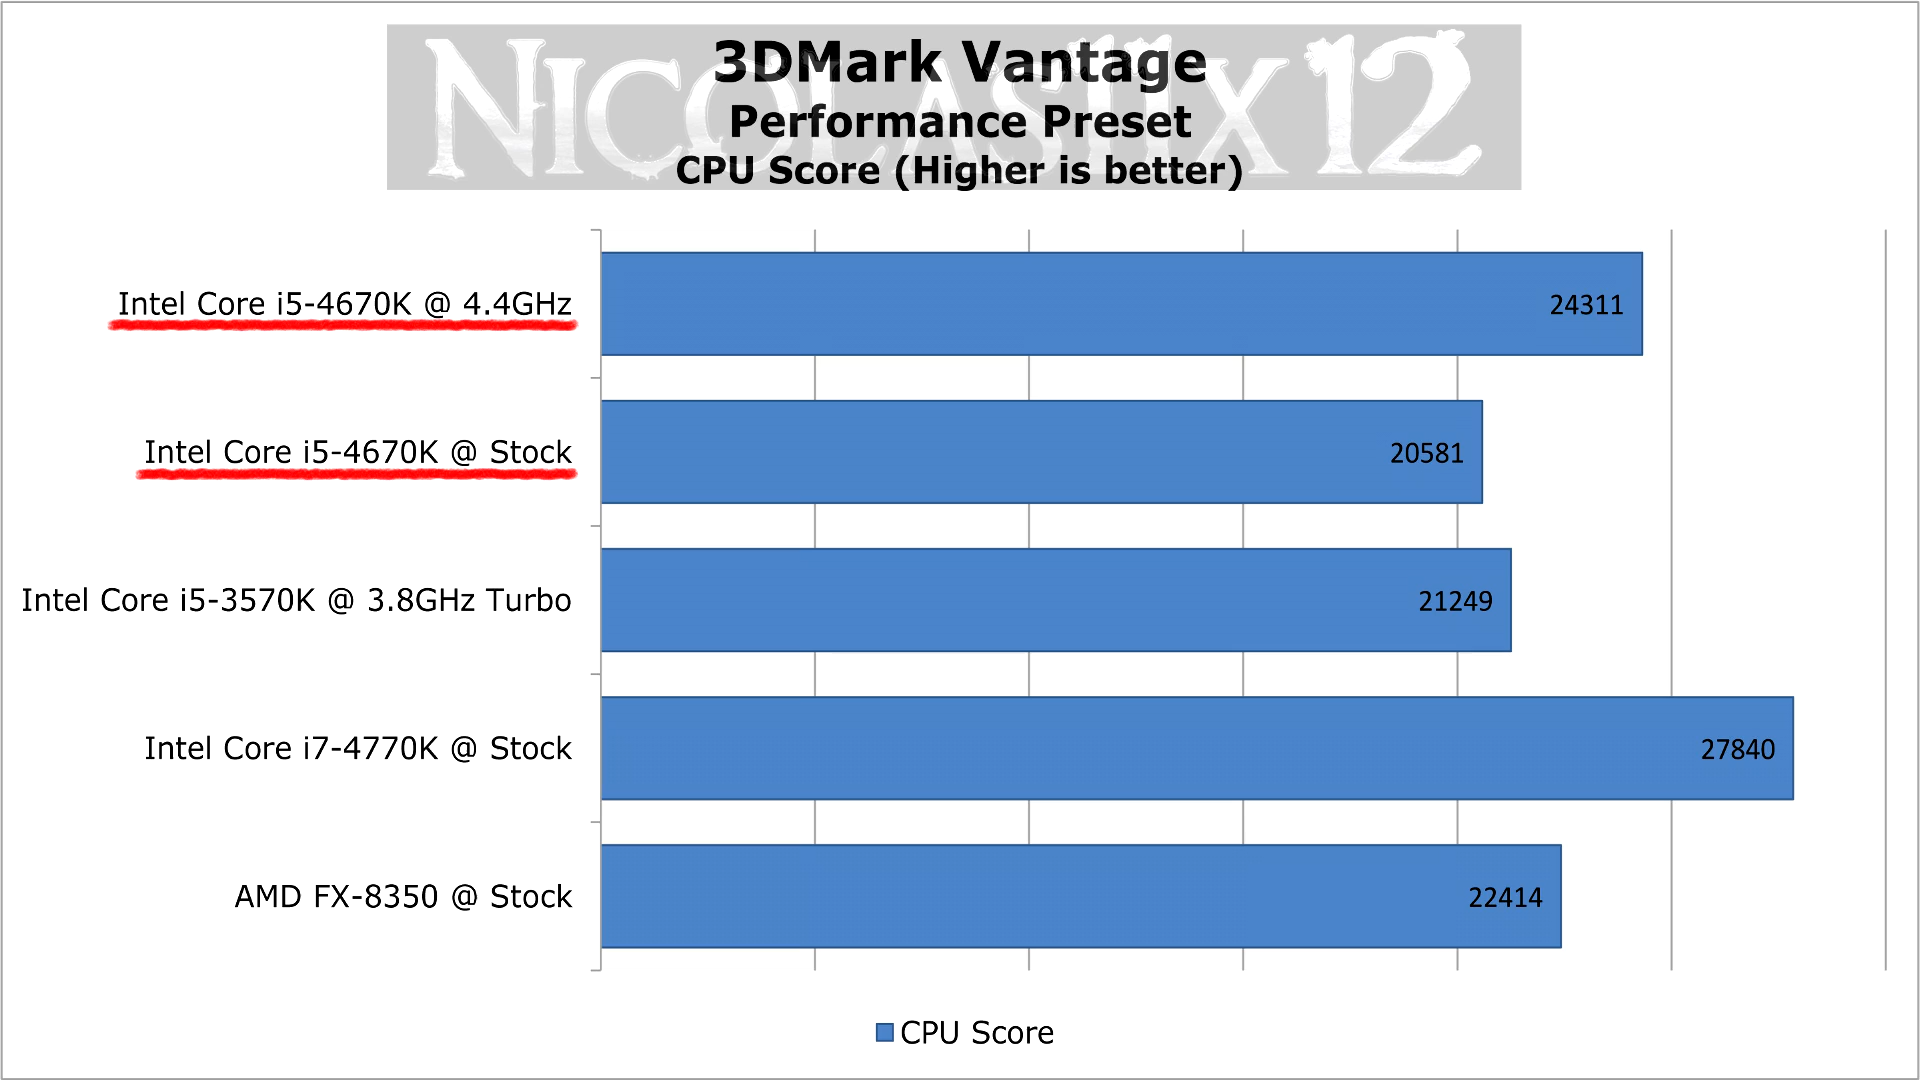 Nicolas11x12
3DMark Vantage
Performance Preset
CPU Score (Higher is better)
Intel Core i5-4670K @ 4.4GHz
24311
Intel Core i5-4670K @ Stock
20581
Intel Core i5-3570K @ 3.8GHz Turbo
21249
Intel Core i7-4770K @ Stock
27840
AMD FX-8350 @ Stock
22414
CPU Score